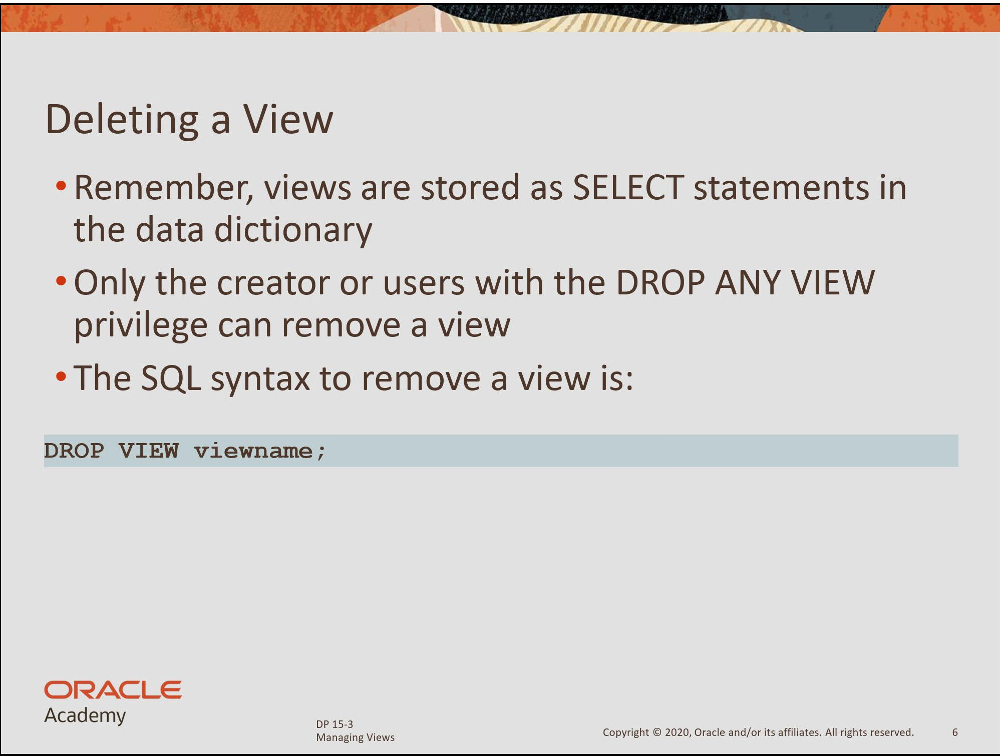 Deleting a View
• Remember, views are stored as SELECT statements in
the data dictionary
• Only the creator or users with the DROP ANY VIEW
privilege can remove a view
• The SQL syntax to remove a view is:
DROP VIEW viewname;
ORACLE
Academy
DP 15-3
Managing Views
Copyright © 2020, Oracle and/or its affiliates. All rights reserved.
6